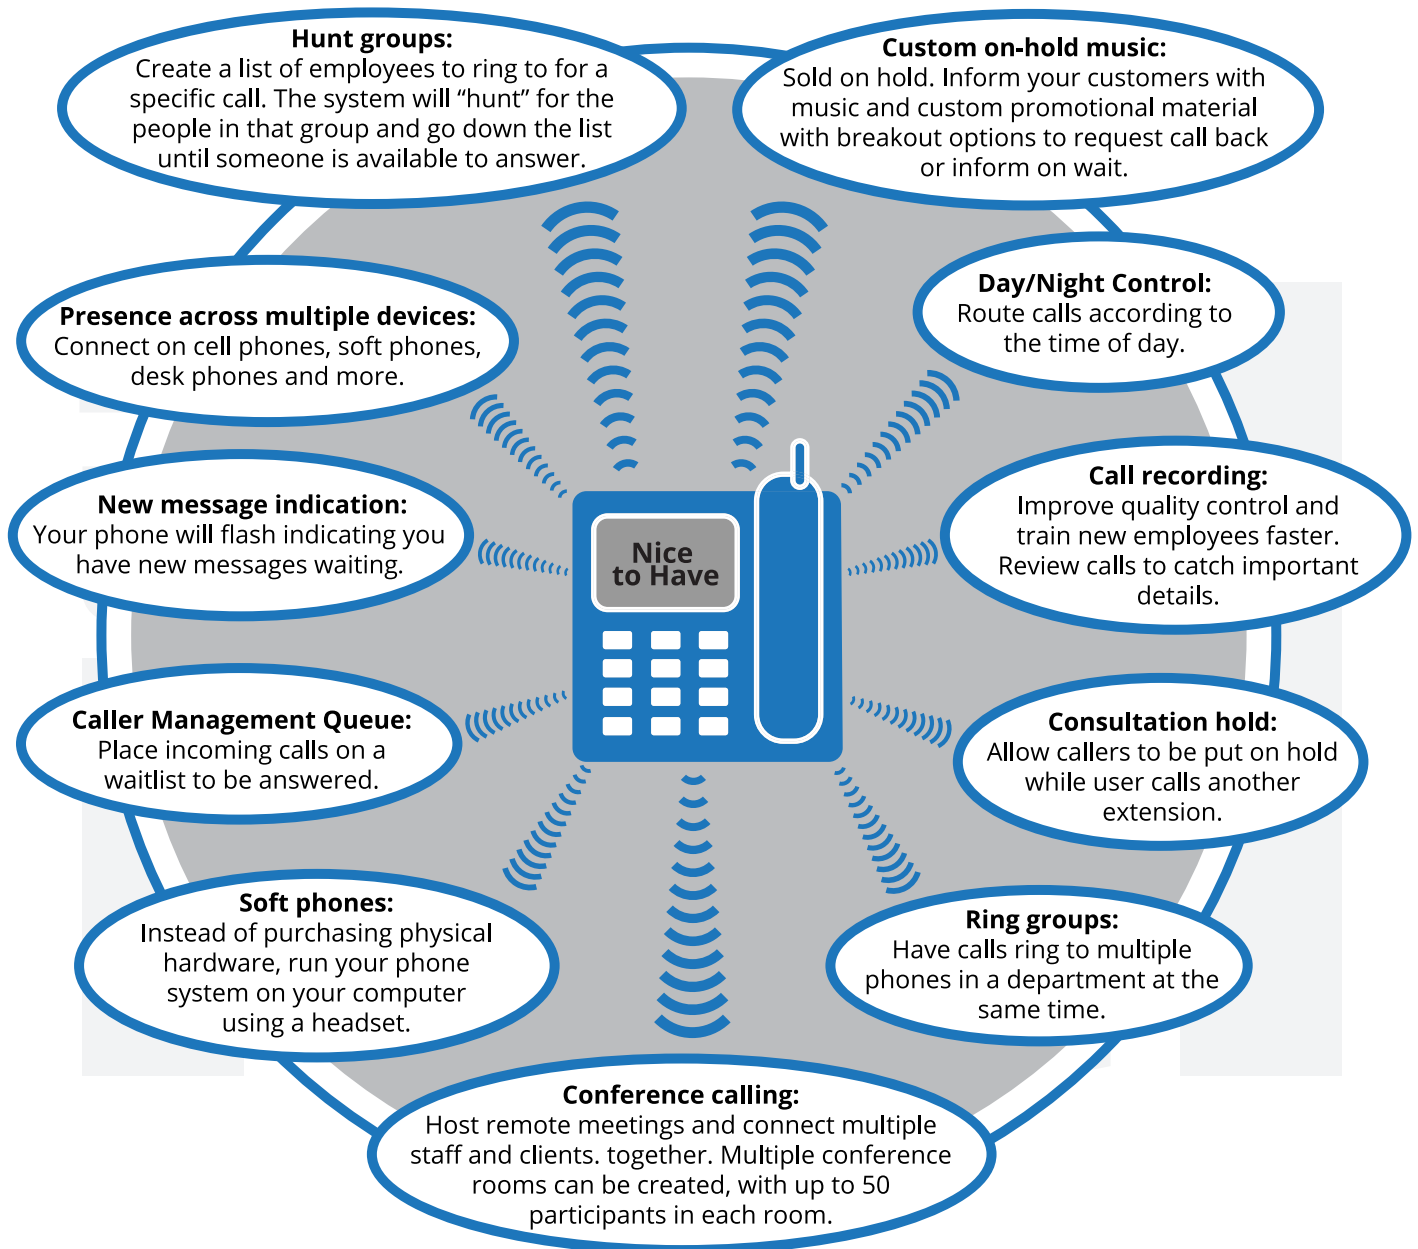 Hunt groups:
Create a list of employees to ring to for a
specific call. The system will “hunt” for the
people in that group and go down the list
until someone is available to answer.
Custom on-hold music:
Sold on hold. Inform your customers with
music and custom promotional material
with breakout options to request call back
or inform on wait.
Presence across multiple devices:
Connect on cell phones, soft phones,
desk phones and more.
Day/Night Control:
Route calls according to
the time of day.
New message indication:
Your phone will flash indicating you
have new messages waiting.
Nice
to Have
Call recording:
Improve quality control and
train new employees faster.
Review calls to catch important
details.
Caller Management Queue:
Place incoming calls on a
waitlist to be answered.
Consultation hold:
Allow callers to be put on hold
while user calls another
extension.
Soft phones:
Instead of purchasing physical
hardware, run your phone
system on your computer
using a headset.
Ring groups:
Have calls ring to multiple
phones in a department at the
same time.
Conference calling:
Host remote meetings and connect multiple
staff and clients. together. Multiple conference
rooms can be created, with up to 50
participants in each room.